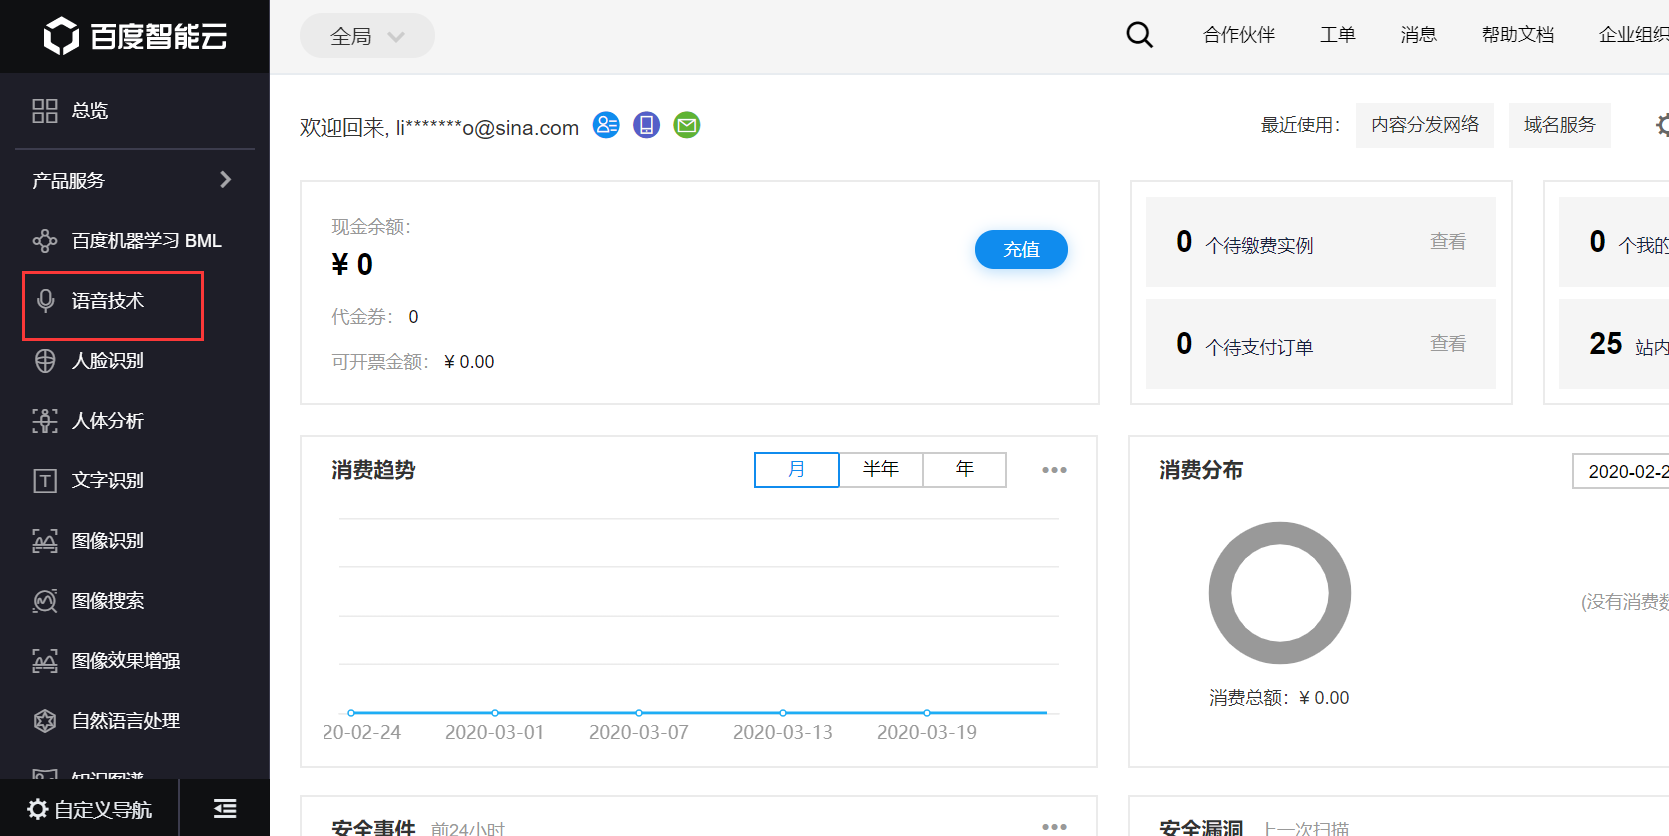 百度智能云
全局
合作伙伴
工单
消息
帮助文档
企业组织
总览
产品服务
百度机器学习 BML
语音技术
人脸识别
人体分析
文字识别
图像识别
图像搜索
图像效果增强
自然语言处理
知识图谱
自定义导航
欢迎回来, li*******o@sina.com
最近使用：
内容分发网络
域名服务
现金余额：
¥ 0
充值
代金券： 0
可开票金额： ¥ 0.00
0 个待缴费实例 查看
0 个待支付订单 查看
0 个我的
25 站内
消费趋势
月 半年 年
20-02-24 2020-03-01 2020-03-07 2020-03-13 2020-03-19
消费分布
2020-02-2
(没有消费数
消费总额：¥ 0.00
安全事件 前24小时
安全漏洞 上一次扫描